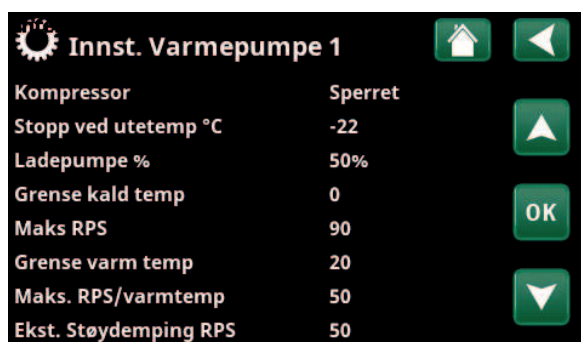 Innst. Varmepumpe 1
Kompressor Sperret
Stopp ved utetemp °C -22
Ladepumpe % 50%
Grense kald temp 0
Maks RPS 90
Grense varm temp 20
Maks. RPS/varmtemp 50
Ekst. Støydemping RPS 50
OK